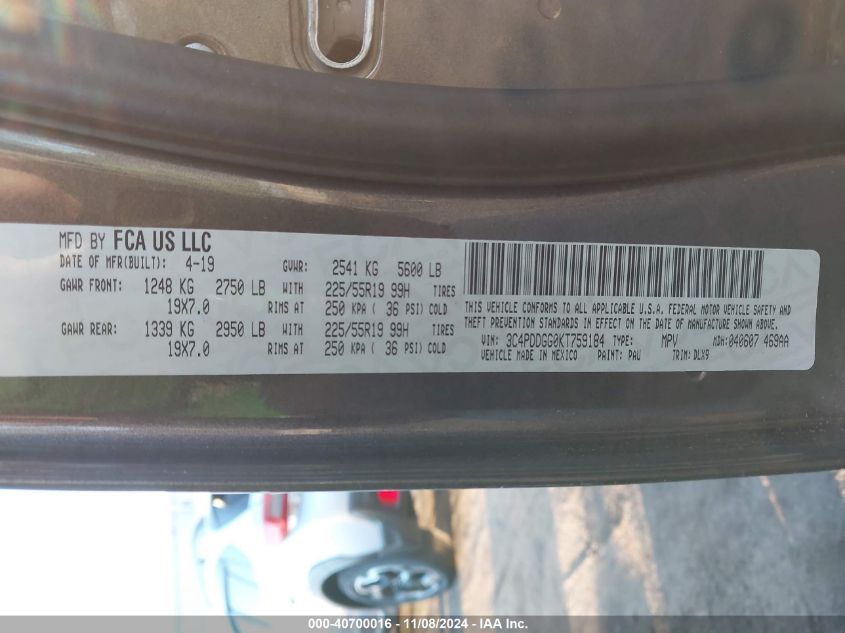 MFD BY FCA US LLC
DATE OF MFR(BUILT): 4-19 GVWR: 2541 KG 5600 LB
GAWR FRONT: 1248 KG 2750 LB WITH 225/55R19 99H TIRES
19X7.0 RIMS AT 250 KPA ( 36 PSI) COLD
GAWR REAR: 1339 KG 2950 LB WITH 225/55R19 99H TIRES
19X7.0 RIMS AT 250 KPA ( 36 PSI) COLD
THIS VEHICLE CONFORMS TO ALL APPLICABLE U.S.A. FEDERAL MOTOR VEHICLE SAFETY AND
THEFT PREVENTION STANDARDS IN EFFECT ON THE DATE OF MANUFACTURE SHOWN ABOVE.
VIN: 3C4PDDGG0KT759184 TYPE: MPV MDH: 040607 469AA
VEHICLE MADE IN MEXICO PAINT: PAU TRIM: DLX9
000-40700016 - 11/08/2024 - IAA Inc.